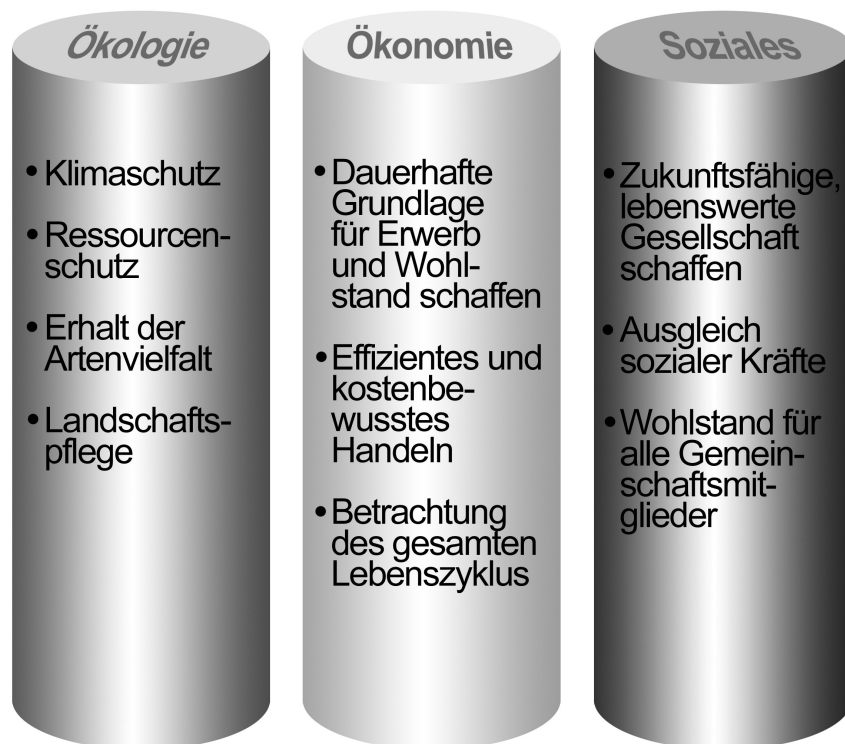 Ökologie
• Klimaschutz
• Ressourcen-
schutz
• Erhalt der
Artenvielfalt
• Landschafts-
pflege
Ökonomie
• Dauerhafte
Grundlage
für Erwerb
und Wohl-
stand schaffen
• Effizientes und
kostenbe-
wusstes
Handeln
• Betrachtung
des gesamten
Lebenszyklus
Soziales
• Zukunftsfähige,
lebenswerte
Gesellschaft
schaffen
• Ausgleich
sozialer Kräfte
• Wohlstand für
alle Gemein-
schaftsmit-
glieder